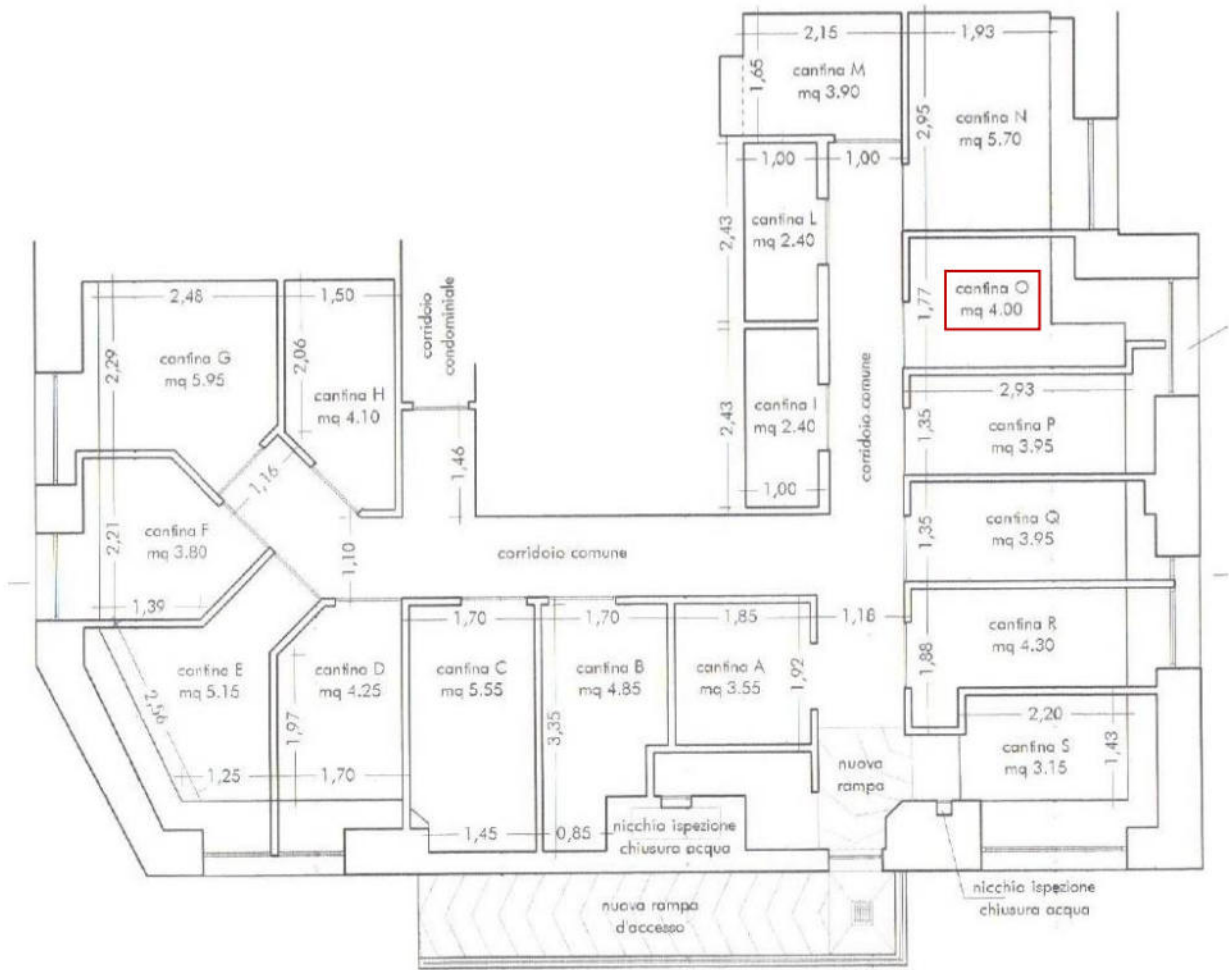 2,15
1,93
1,65
cantina M
mq 3.90
2,95
cantina N
mq 5.70
1,00
1,00
cantina L
mq 2.40
2,43
cantina O
mq 4.00
1,77
2,48
1,50
corridoio
condominiale
2,29
2,06
cantina G
mq 5.95
cantina H
mq 4.10
corridoio comune
2,43
cantina I
mq 2.40
2,93
1,35
cantina P
mq 3.95
1,16
1,46
1,00
2,21
cantina F
mq 3.80
1,10
corridoio comune
1,35
cantina Q
mq 3.95
1,39
1,70
1,70
1,85
1,18
cantina R
mq 4.30
1,88
cantina E
mq 5.15
cantina D
mq 4.25
cantina C
mq 5.55
cantina B
mq 4.85
cantina A
mq 3.55
1,92
2,56
1,97
3,35
2,20
cantina S
mq 3.15
1,43
1,25
1,70
nuova
rampa
1,45
0,85
nicchia ispezione
chiusura acqua
nuova rampa
d'accesso
nicchia ispezione
chiusura acqua